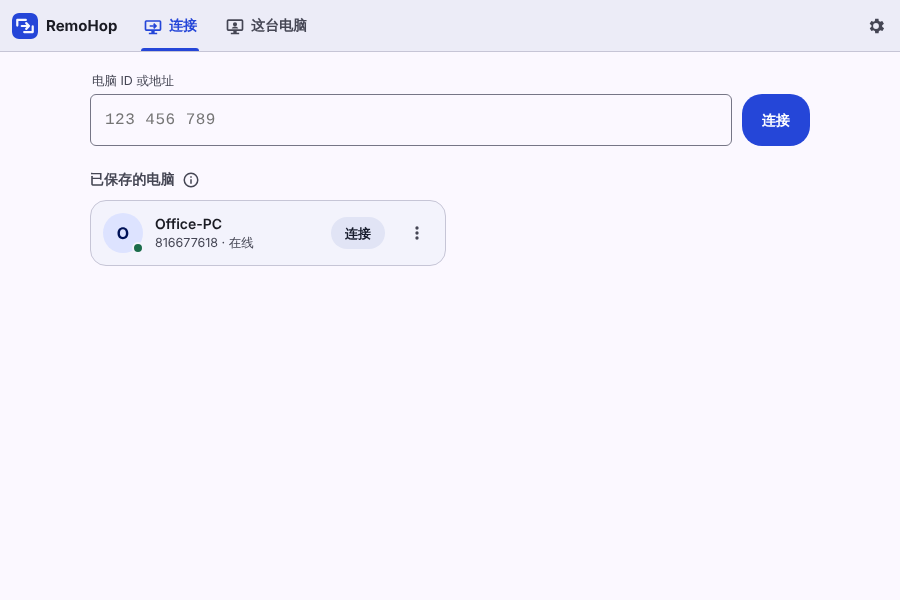 RemoHop
连接
这台电脑
电脑 ID 或地址
123 456 789
连接
已保存的电脑
O
Office-PC
816677618 · 在线
连接